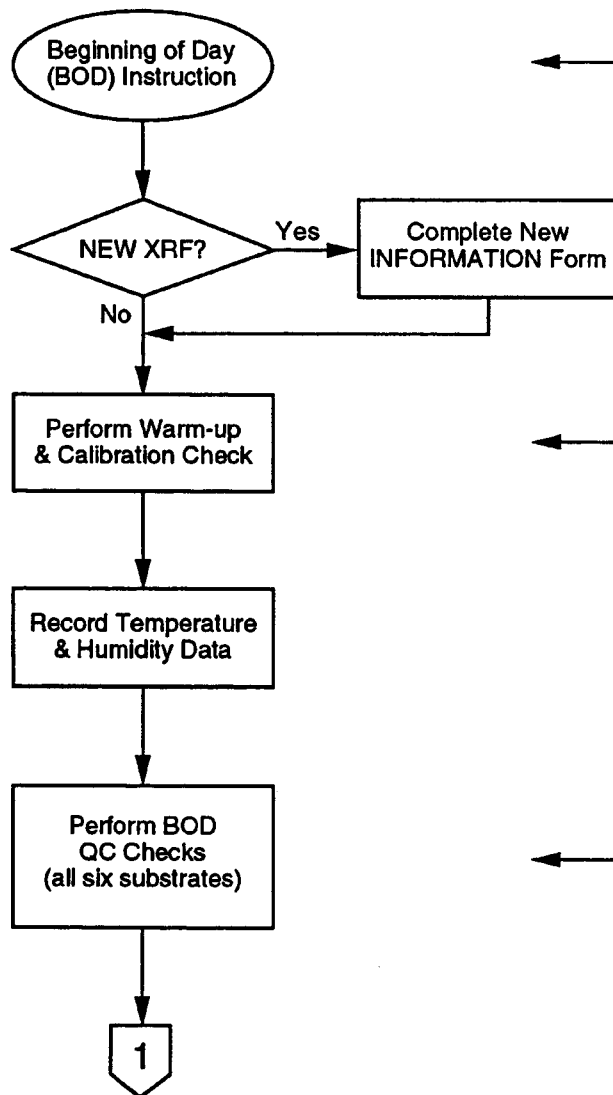 Beginning of Day
(BOD) Instruction
NEW XRF?
Yes
Complete New
INFORMATION Form
No
Perform Warm-up
& Calibration Check
Record Temperature
& Humidity Data
Perform BOD
QC Checks
(all six substrates)
1